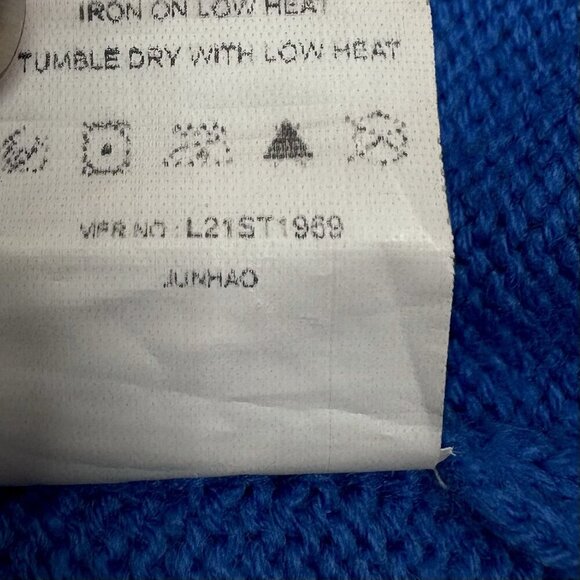 IRON ON LOW HEAT
TUMBLE DRY WITH LOW HEAT
MFR NO : L21ST1969
JUNHAO